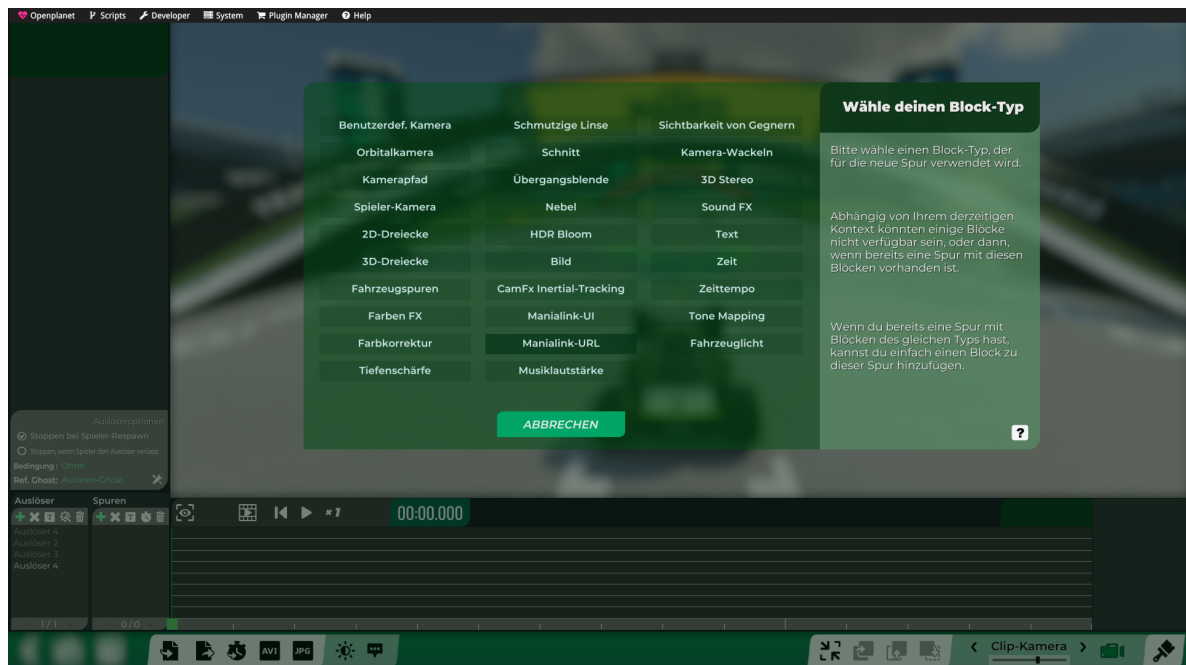 Openplanet Scripts Developer System Plugin Manager Help
Wähle deinen Block-Typ
Benutzerdef. Kamera Schmutzige Linse Sichtbarkeit von Gegnern
Orbitalkamera Schnitt Kamera-Wackeln
Kamerapfad Übergangsblende 3D Stereo
Spieler-Kamera Nebel Sound FX
2D-Dreiecke HDR Bloom Text
3D-Dreiecke Bild Zeit
Fahrzeugspuren CamFx Inertial-Tracking Zeittempo
Farben FX Manialink-UI Tone Mapping
Farbkorrektur Manialink-URL Fahrzeuglicht
Tiefenschärfe Musiklautstärke
ABBRECHEN
Bitte wähle einen Block-Typ, der
für die neue Spur verwendet wird.
Abhängig von Ihrem derzeitigen
Kontext könnten einige Blöcke
nicht verfügbar sein, oder dann,
wenn bereits eine Spur mit diesen
Blöcken vorhanden ist.
Wenn du bereits eine Spur mit
Blöcken des gleichen Typs hast,
kannst du einfach einen Block zu
dieser Spur hinzufügen.
?
Auslöseroptionen
Stoppen bei Spieler-Respawn
Stoppen, wenn Spieler den Auslöser verlässt
Bedingung : Ohne
Ref. Ghost: Autoren-Ghost
Auslöser Spuren
×1 00:00.000
Auslöser 4
Auslöser 2
Auslöser 3
Auslöser 4
1/1 0/0
AVI JPG
Clip-Kamera